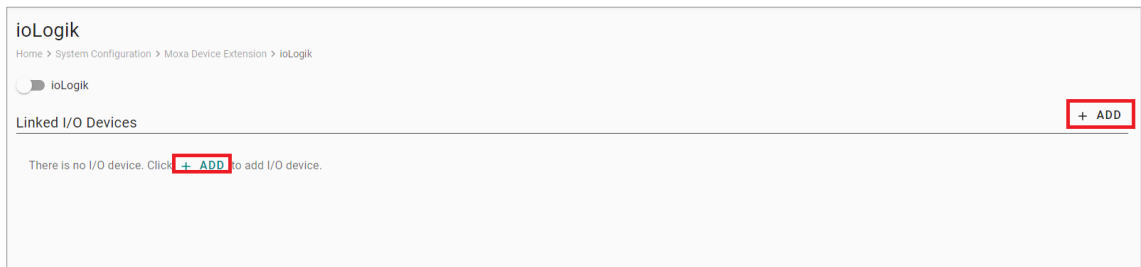 ioLogik
Home > System Configuration > Moxa Device Extension > ioLogik
ioLogik
+ ADD
Linked I/O Devices
There is no I/O device. Click + ADD to add I/O device.